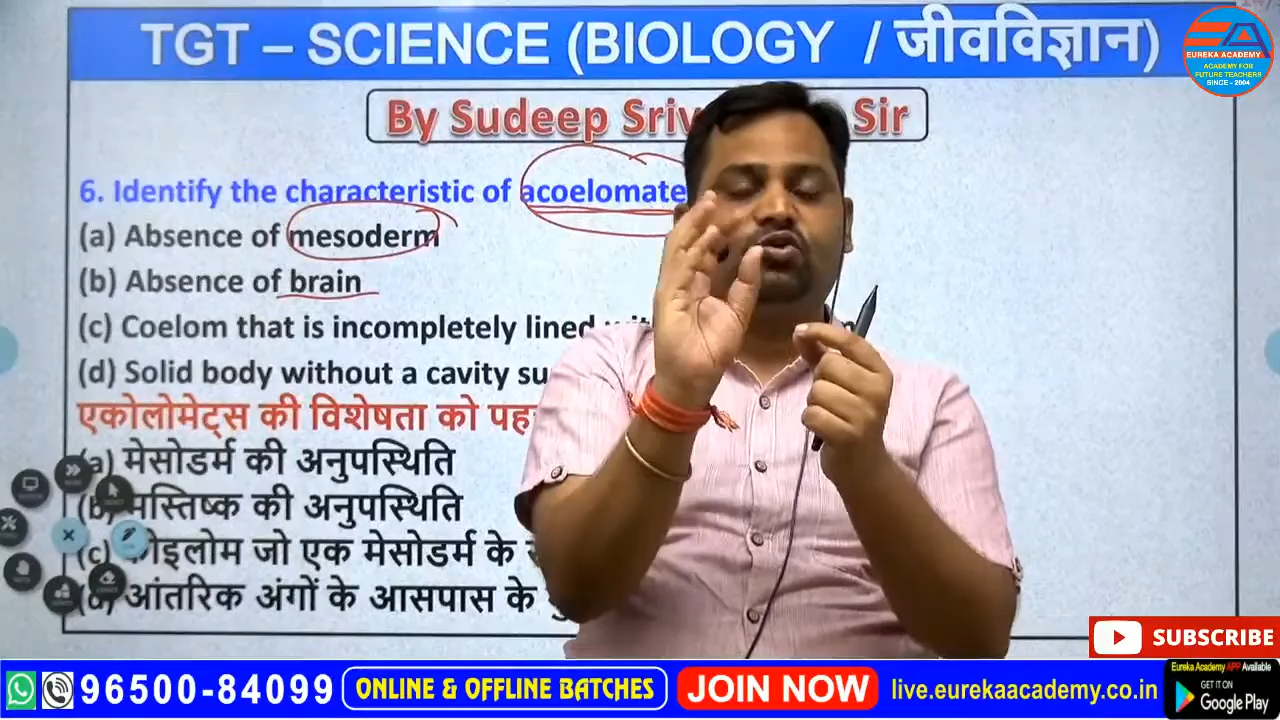 TGT – SCIENCE (BIOLOGY / जीवविज्ञान)
EUREKA ACADEMY
ACADEMY FOR
FUTURE TEACHERS
SINCE - 2004
By Sudeep Sir
6. Identify the characteristic of acoelomate
(a) Absence of mesoderm
(b) Absence of brain
(c) Coelom that is incompletely lined
(d) Solid body without a cavity
एकोलोमेट्स की विशेषता को
(a) मेसोडर्म की अनुपस्थिति
(b) मस्तिष्क की अनुपस्थिति
(c) कोइलोम जो एक मेसोडर्म के
(d) आंतरिक अंगों के आसपास के
SUBSCRIBE
96500-84099 ONLINE & OFFLINE BATCHES JOIN NOW live.eurekaacademy.co.in
Eureka Academy APP Available
GET IT ON
Google Play